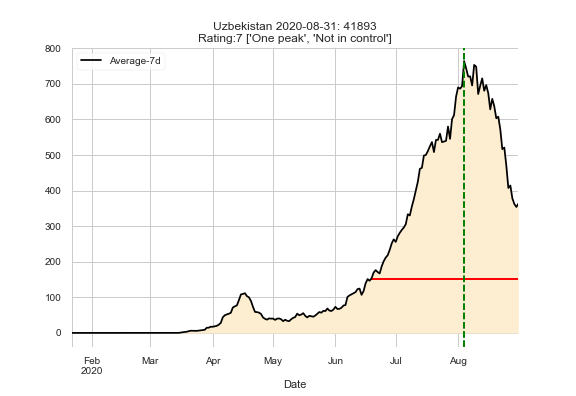 Uzbekistan 2020-08-31: 41893
Rating:7 ['One peak', 'Not in control']
Average-7d
800
700
600
500
400
300
200
100
0
Feb Mar Apr May Jun Jul Aug
2020
Date